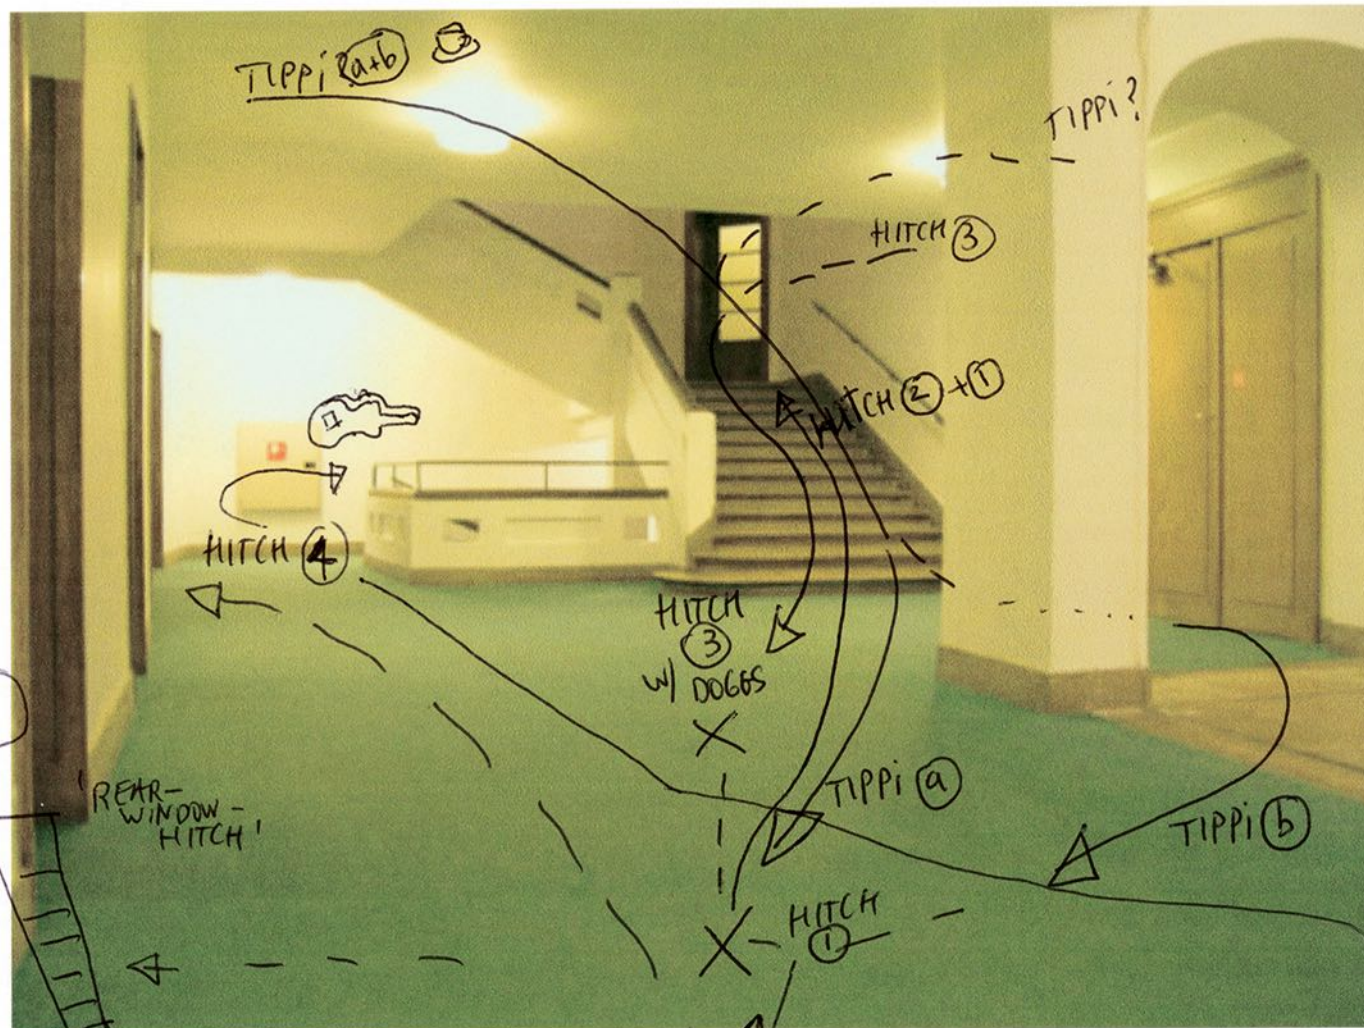 TIPPi a+b
TIPPi?
HITCH 3
HITCH 2 + 1
HITCH 4
HITCH
3
W/ DOGGS
TIPPi a
TIPPi b
'REAR-
WINDOW-
HITCH'
HITCH
1